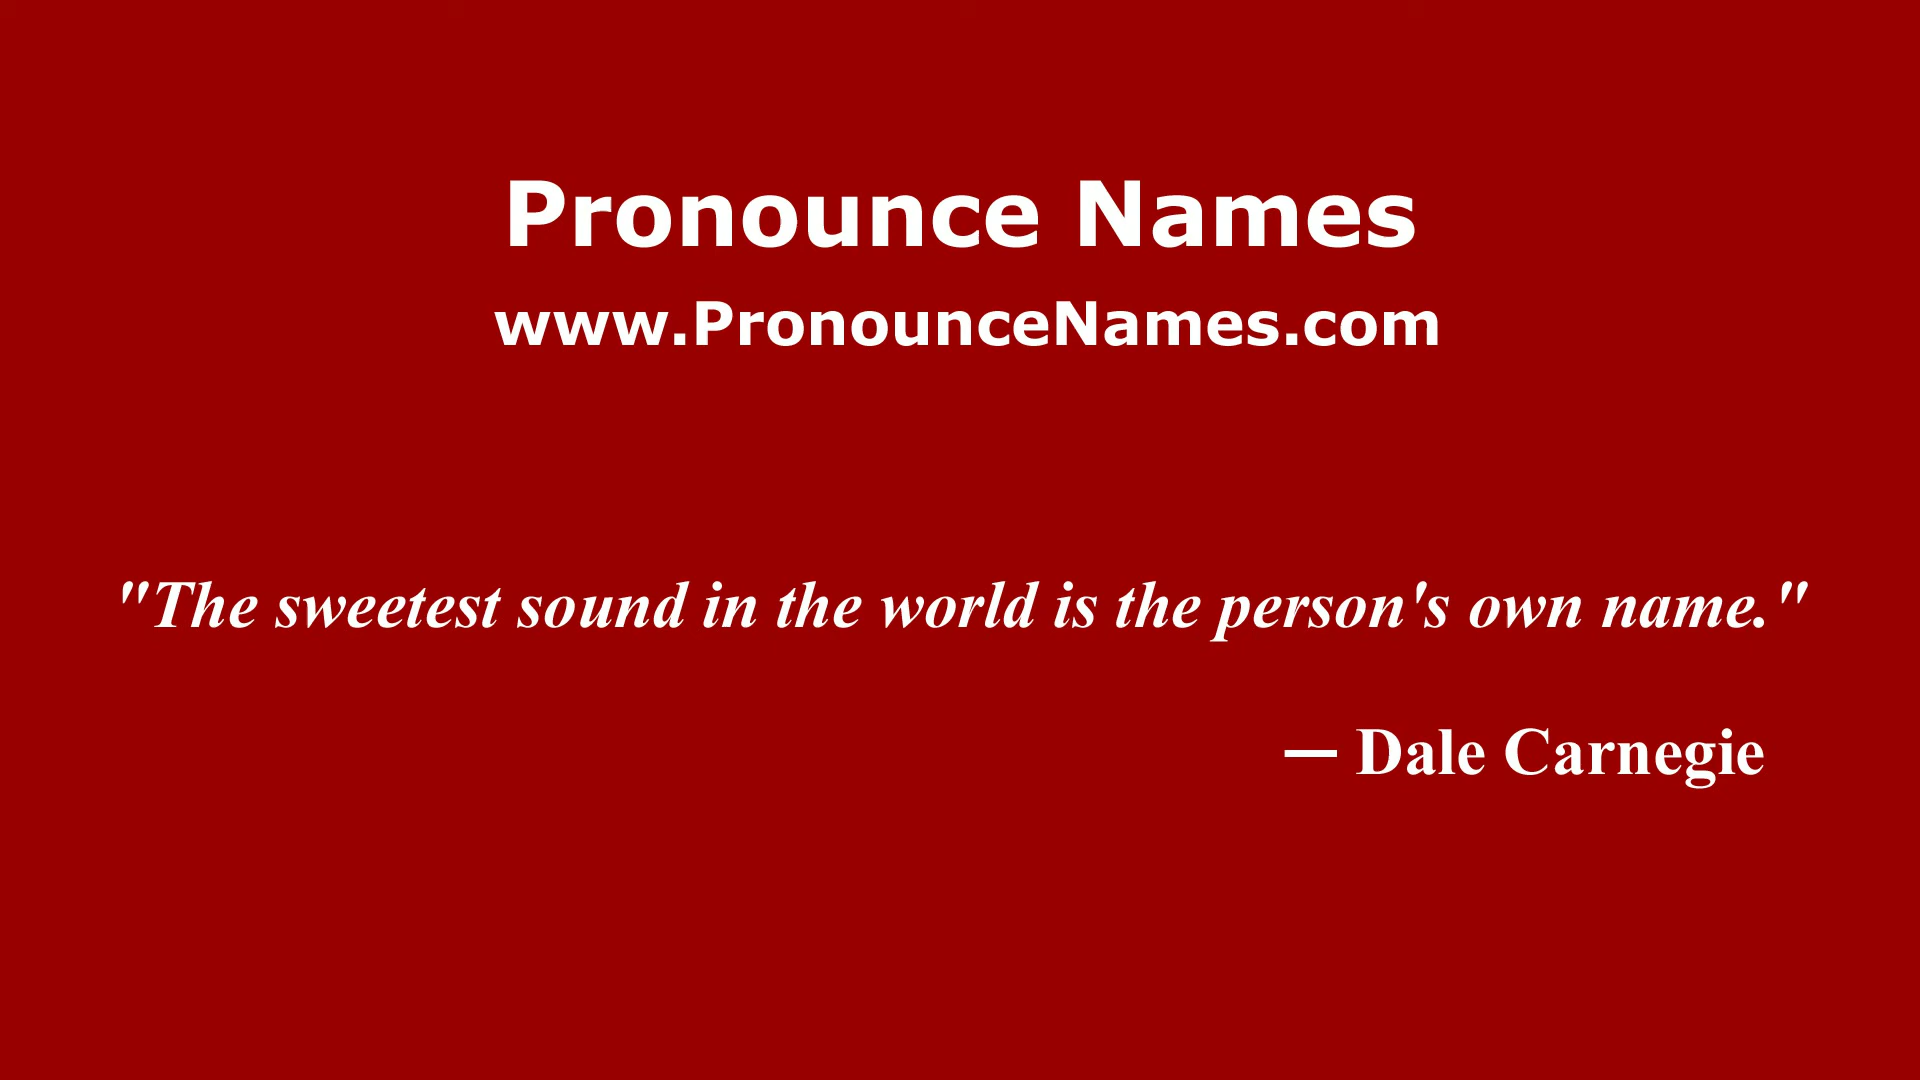 Pronounce Names
www.PronounceNames.com
"The sweetest sound in the world is the person's own name."
— Dale Carnegie